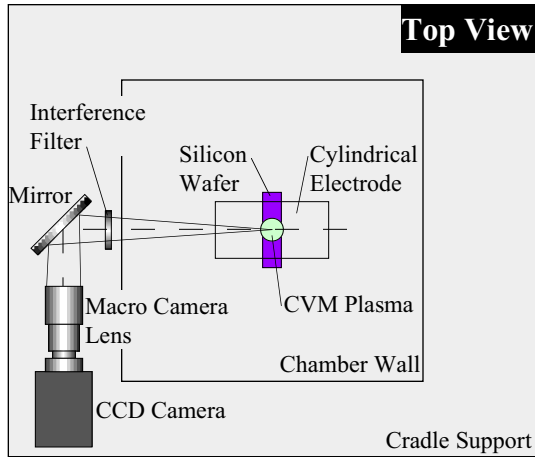 Top View
Interference
Filter
Silicon
Wafer
Cylindrical
Electrode
Mirror
Macro Camera
Lens
CVM Plasma
Chamber Wall
CCD Camera
Cradle Support